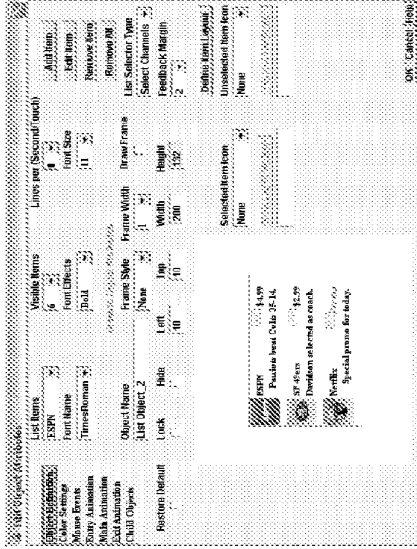 Edit Object Attributes
Object Definition
Color Settings
Mouse Events
Entry Animation
Main Animation
Exit Animation
Child Objects
Restore Default
List Items
ESPN
Visible Items
6
Lines per (Second/Touch)
8
Add Item
Edit Item
Remove Item
Remove All
Font Name
TimesRoman
Font Effects
Bold
Font Size
11
Object Name
List Object_2
Frame Style
None
Frame Width
1
Draw Frame
List Selector Type
Select Channels
Lock
Hide
Left
10
Top
10
Width
200
Height
132
Feedback Margin
2
Define Item Layout
Selected Item Icon
None
Unselected Item Icon
None
ESPN $4.99
Patriots beat Colts 35-14.
SF 49ers $2.99
Davidson selected as coach.
Netflix
Special promo for today.
OK Cancel Help